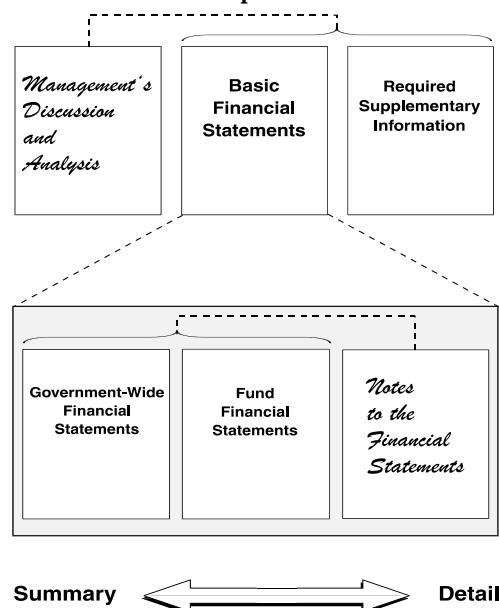 Management's
Discussion
and
Analysis
Basic
Financial
Statements
Required
Supplementary
Information
Government-Wide
Financial
Statements
Fund
Financial
Statements
Notes
to the
Financial
Statements
Summary
Detail